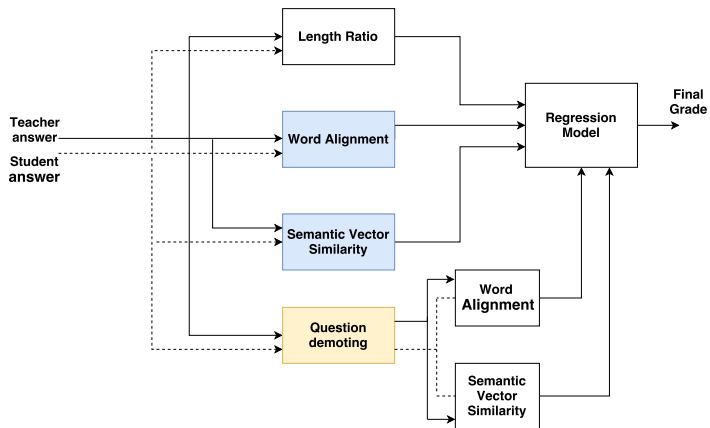 Length Ratio
Teacher
answer
Student
answer
Word Alignment
Semantic Vector
Similarity
Question
demoting
Word
Alignment
Semantic
Vector
Similarity
Regression
Model
Final
Grade